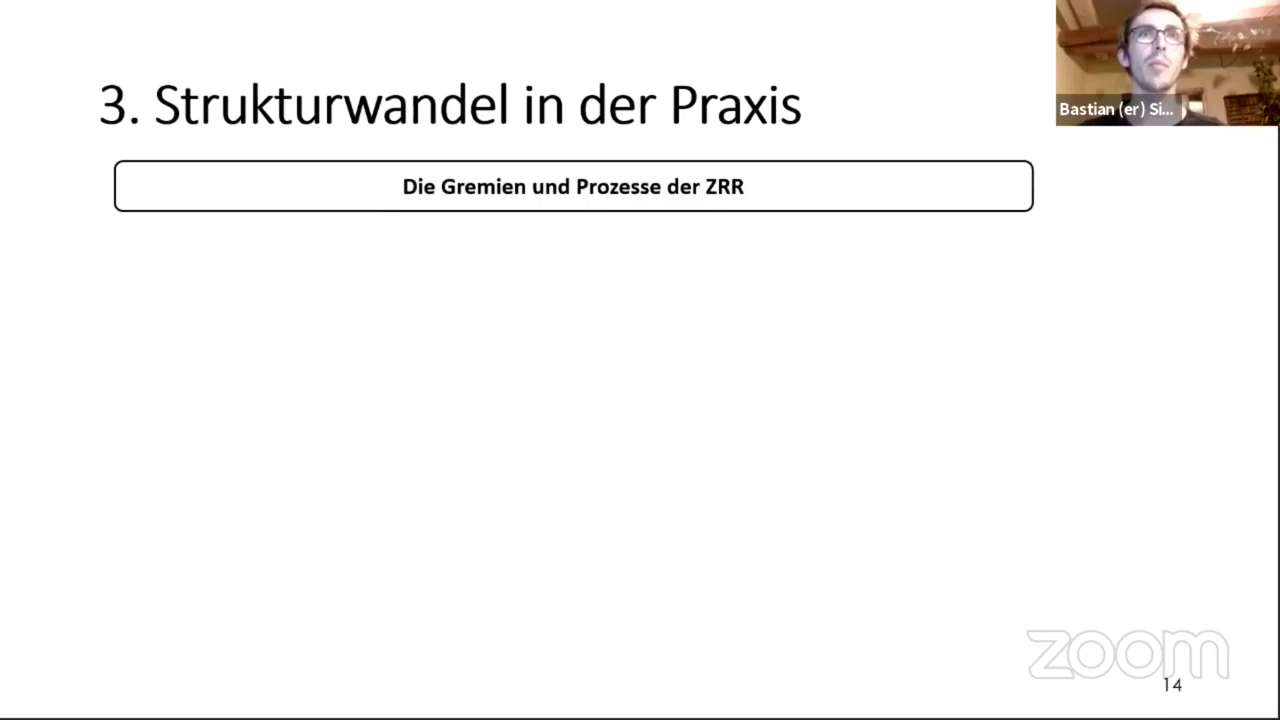 3. Strukturwandel in der Praxis
Bastian (er) Si...
Die Gremien und Prozesse der ZRR
zoom
14